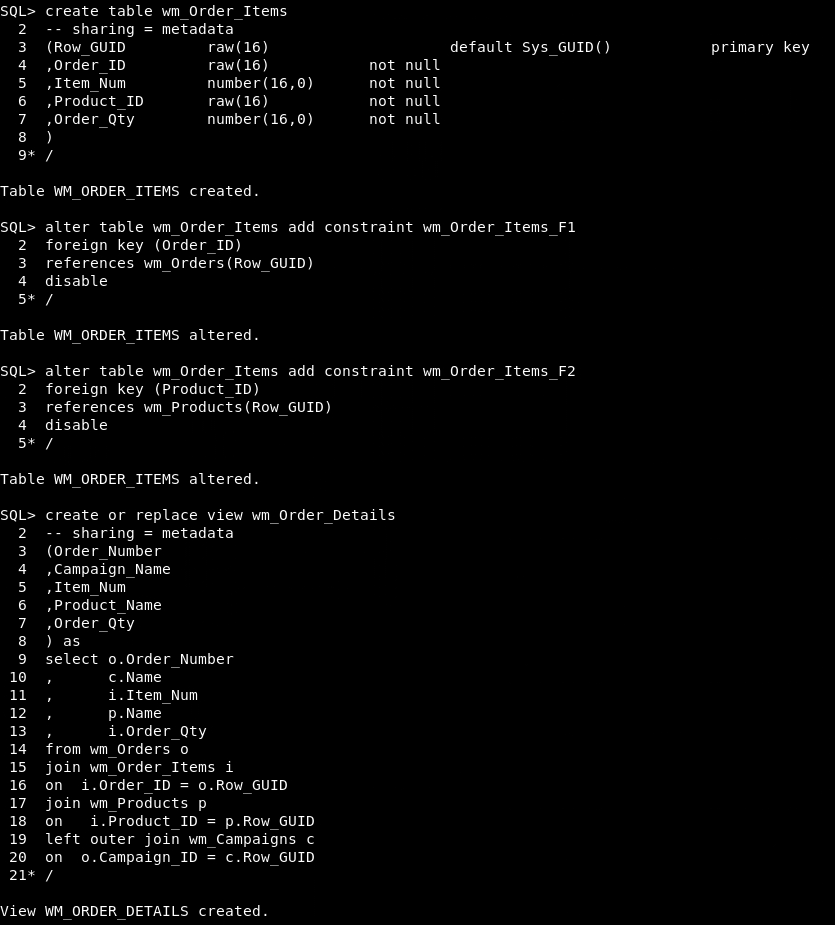 SQL> create table wm_Order_Items
  2  -- sharing = metadata
  3  (Row_GUID         raw(16)                    default Sys_GUID()           primary key
  4  ,Order_ID         raw(16)           not null
  5  ,Item_Num         number(16,0)      not null
  6  ,Product_ID       raw(16)           not null
  7  ,Order_Qty        number(16,0)      not null
  8  )
  9* /

Table WM_ORDER_ITEMS created.

SQL> alter table wm_Order_Items add constraint wm_Order_Items_F1
  2  foreign key (Order_ID)
  3  references wm_Orders(Row_GUID)
  4  disable
  5* /

Table WM_ORDER_ITEMS altered.

SQL> alter table wm_Order_Items add constraint wm_Order_Items_F2
  2  foreign key (Product_ID)
  3  references wm_Products(Row_GUID)
  4  disable
  5* /

Table WM_ORDER_ITEMS altered.

SQL> create or replace view wm_Order_Details
  2  -- sharing = metadata
  3  (Order_Number
  4  ,Campaign_Name
  5  ,Item_Num
  6  ,Product_Name
  7  ,Order_Qty
  8  ) as
  9  select o.Order_Number
 10  ,      c.Name
 11  ,      i.Item_Num
 12  ,      p.Name
 13  ,      i.Order_Qty
 14  from wm_Orders o
 15  join wm_Order_Items i
 16  on  i.Order_ID = o.Row_GUID
 17  join wm_Products p
 18  on   i.Product_ID = p.Row_GUID
 19  left outer join wm_Campaigns c
 20  on  o.Campaign_ID = c.Row_GUID
 21* /

View WM_ORDER_DETAILS created.